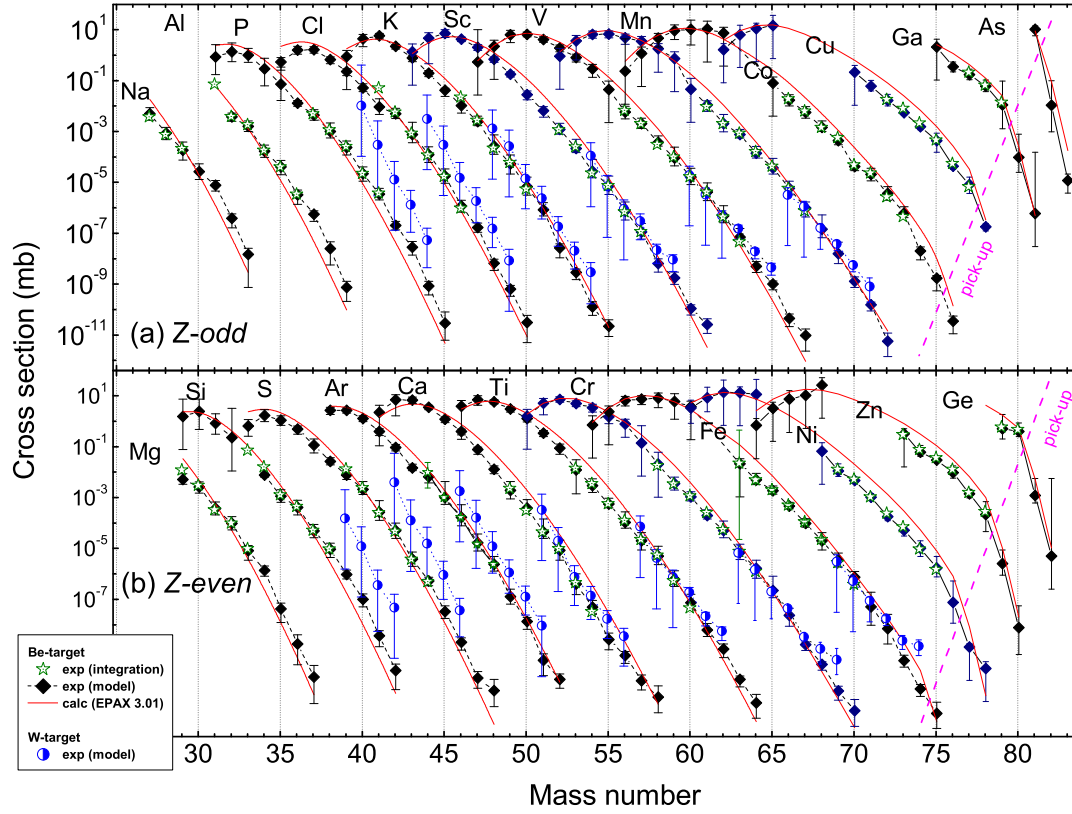 Al P Cl K Sc V Mn Cu Ga As
Na Co
10^1
10^-1
10^-3
10^-5
10^-7
10^-9
10^-11
Cross section (mb)
pick-up
(a) Z-odd
Si S Ar Ca Ti Cr Fe Ni Zn Ge
Mg
10^1
10^-1
10^-3
10^-5
10^-7
pick-up
(b) Z-even
Be-target
exp (integration)
exp (model)
calc (EPAX 3.01)
W-target
exp (model)
30 35 40 45 50 55 60 65 70 75 80
Mass number